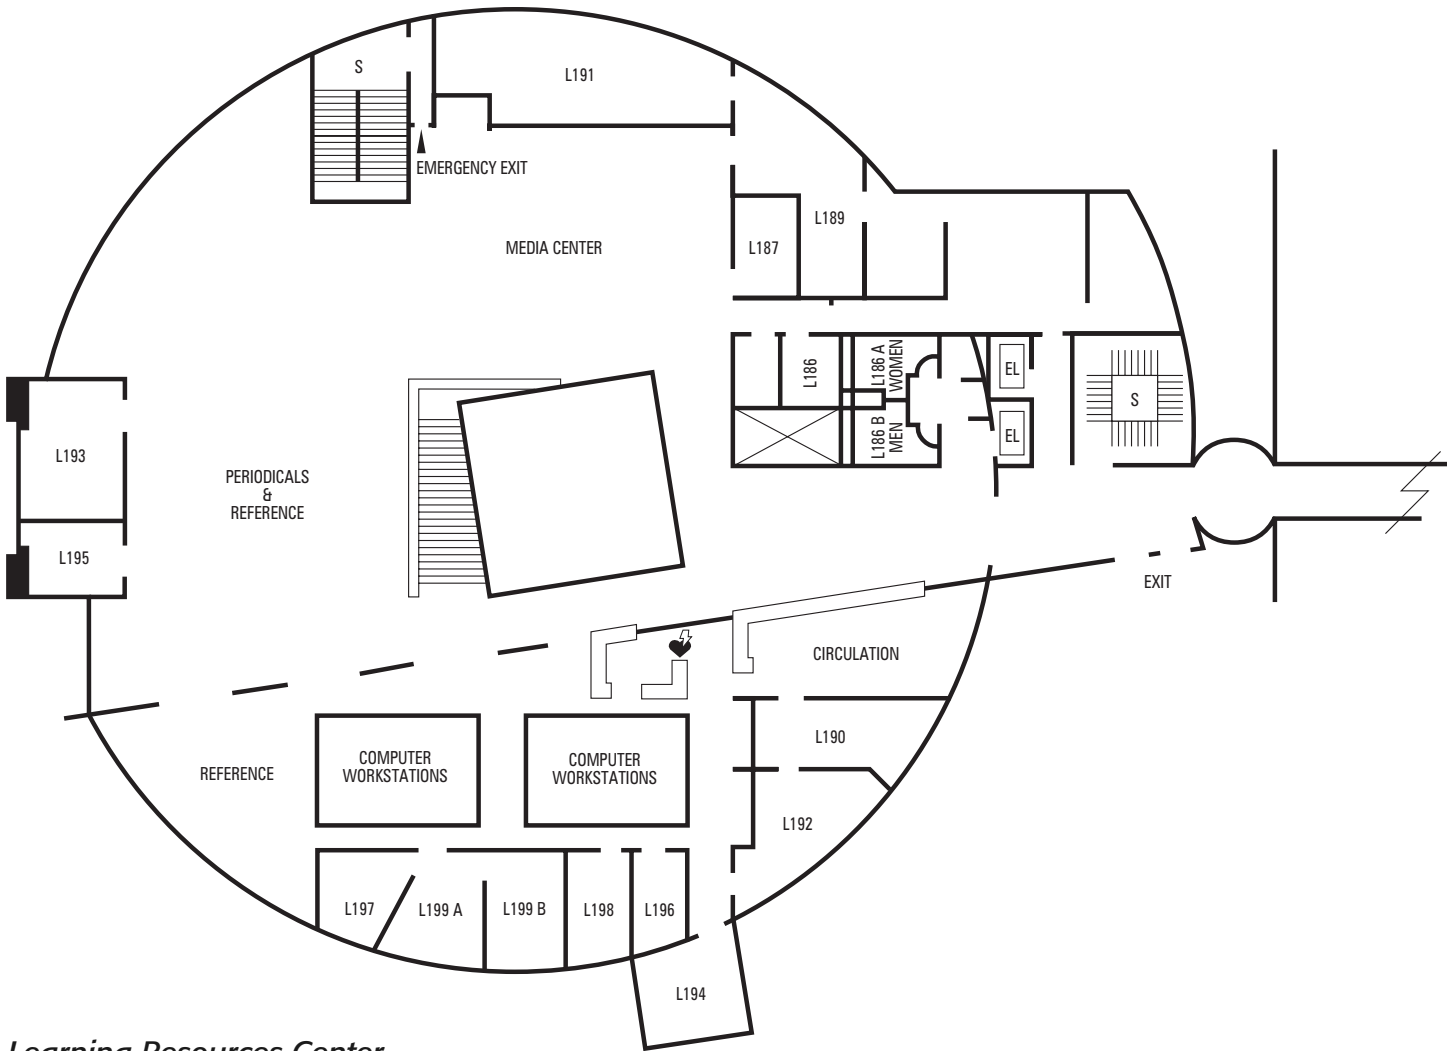 S
L191
EMERGENCY EXIT
MEDIA CENTER
L187
L189
L186
L186 A
WOMEN
L186 B
MEN
EL
EL
S
L193
PERIODICALS
&
REFERENCE
L195
EXIT
CIRCULATION
L190
REFERENCE
COMPUTER
WORKSTATIONS
COMPUTER
WORKSTATIONS
L192
L197
L199 A
L199 B
L198
L196
L194
Learning Resources Center